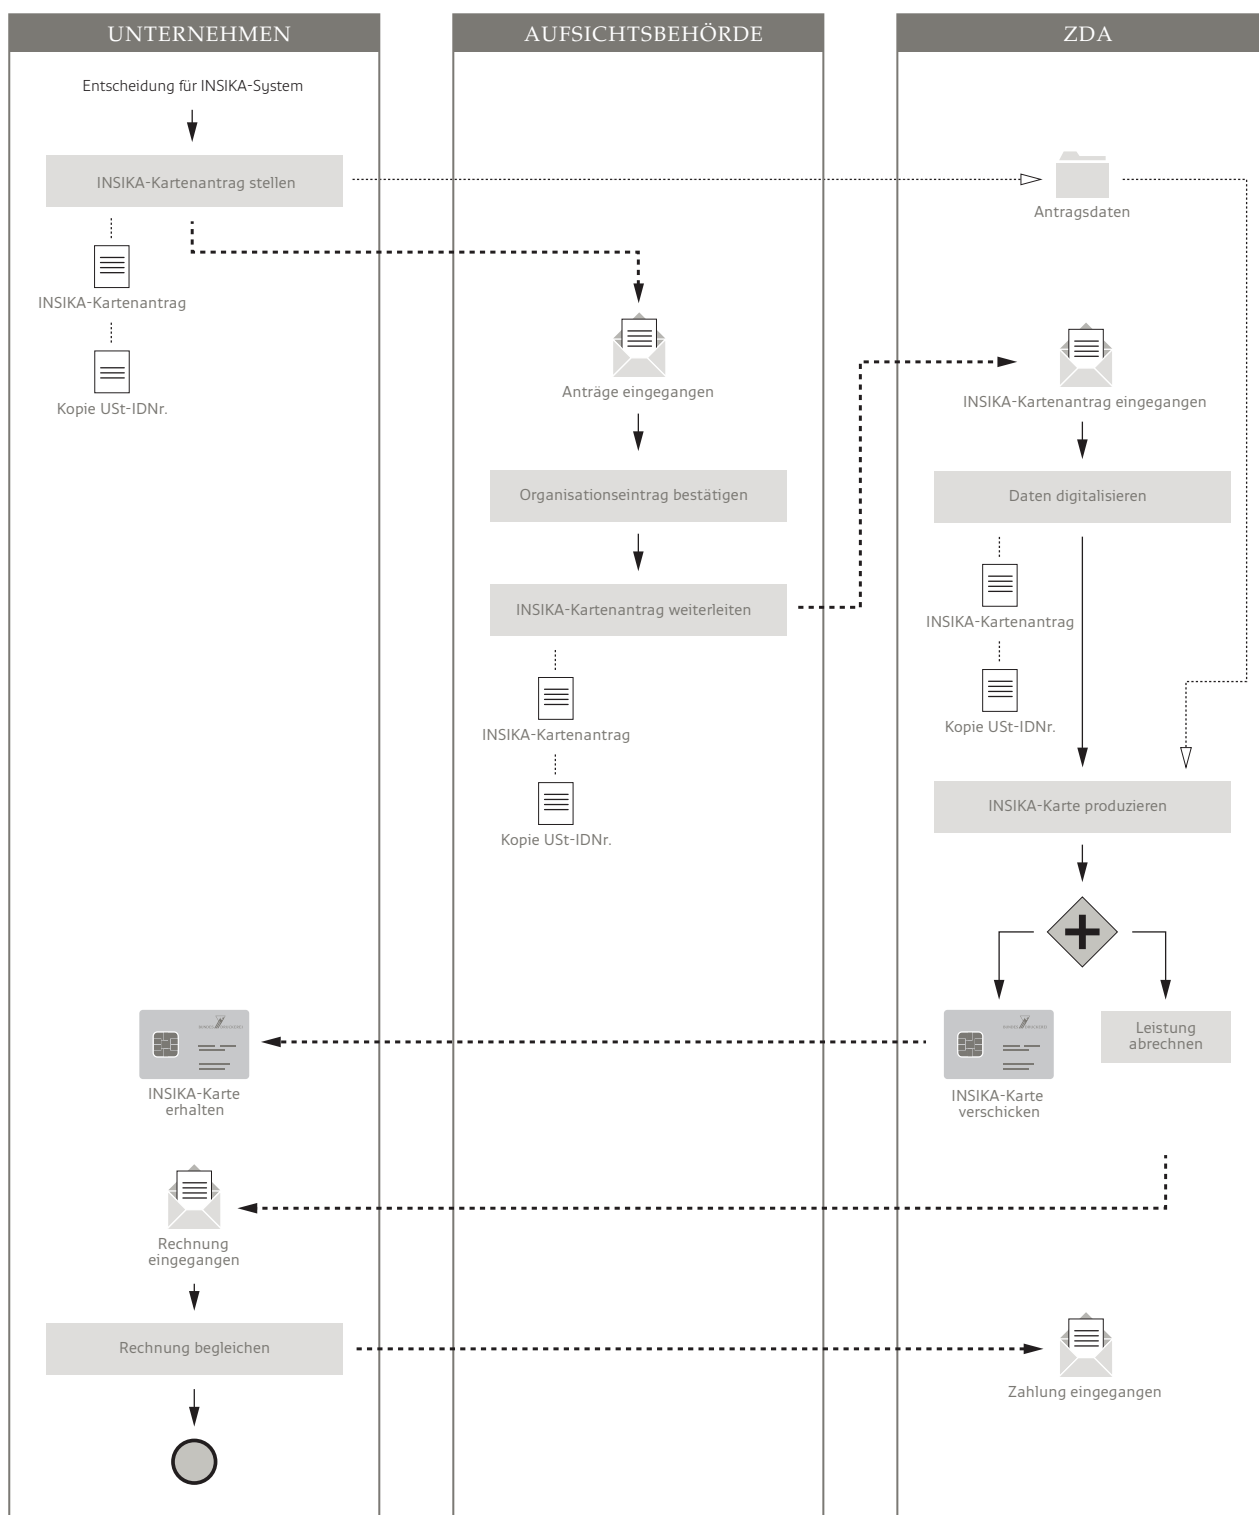 UNTERNEHMEN
AUFSICHTSBEHÖRDE
ZDA
Entscheidung für INSIKA-System
INSIKA-Kartenantrag stellen
INSIKA-Kartenantrag
Kopie USt-IDNr.
Anträge eingegangen
Organisationseintrag bestätigen
INSIKA-Kartenantrag weiterleiten
INSIKA-Kartenantrag
Kopie USt-IDNr.
Antragsdaten
INSIKA-Kartenantrag eingegangen
Daten digitalisieren
INSIKA-Kartenantrag
Kopie USt-IDNr.
INSIKA-Karte produzieren
Leistung
abrechnen
INSIKA-Karte
verschicken
INSIKA-Karte
erhalten
Rechnung
eingegangen
Rechnung begleichen
Zahlung eingegangen